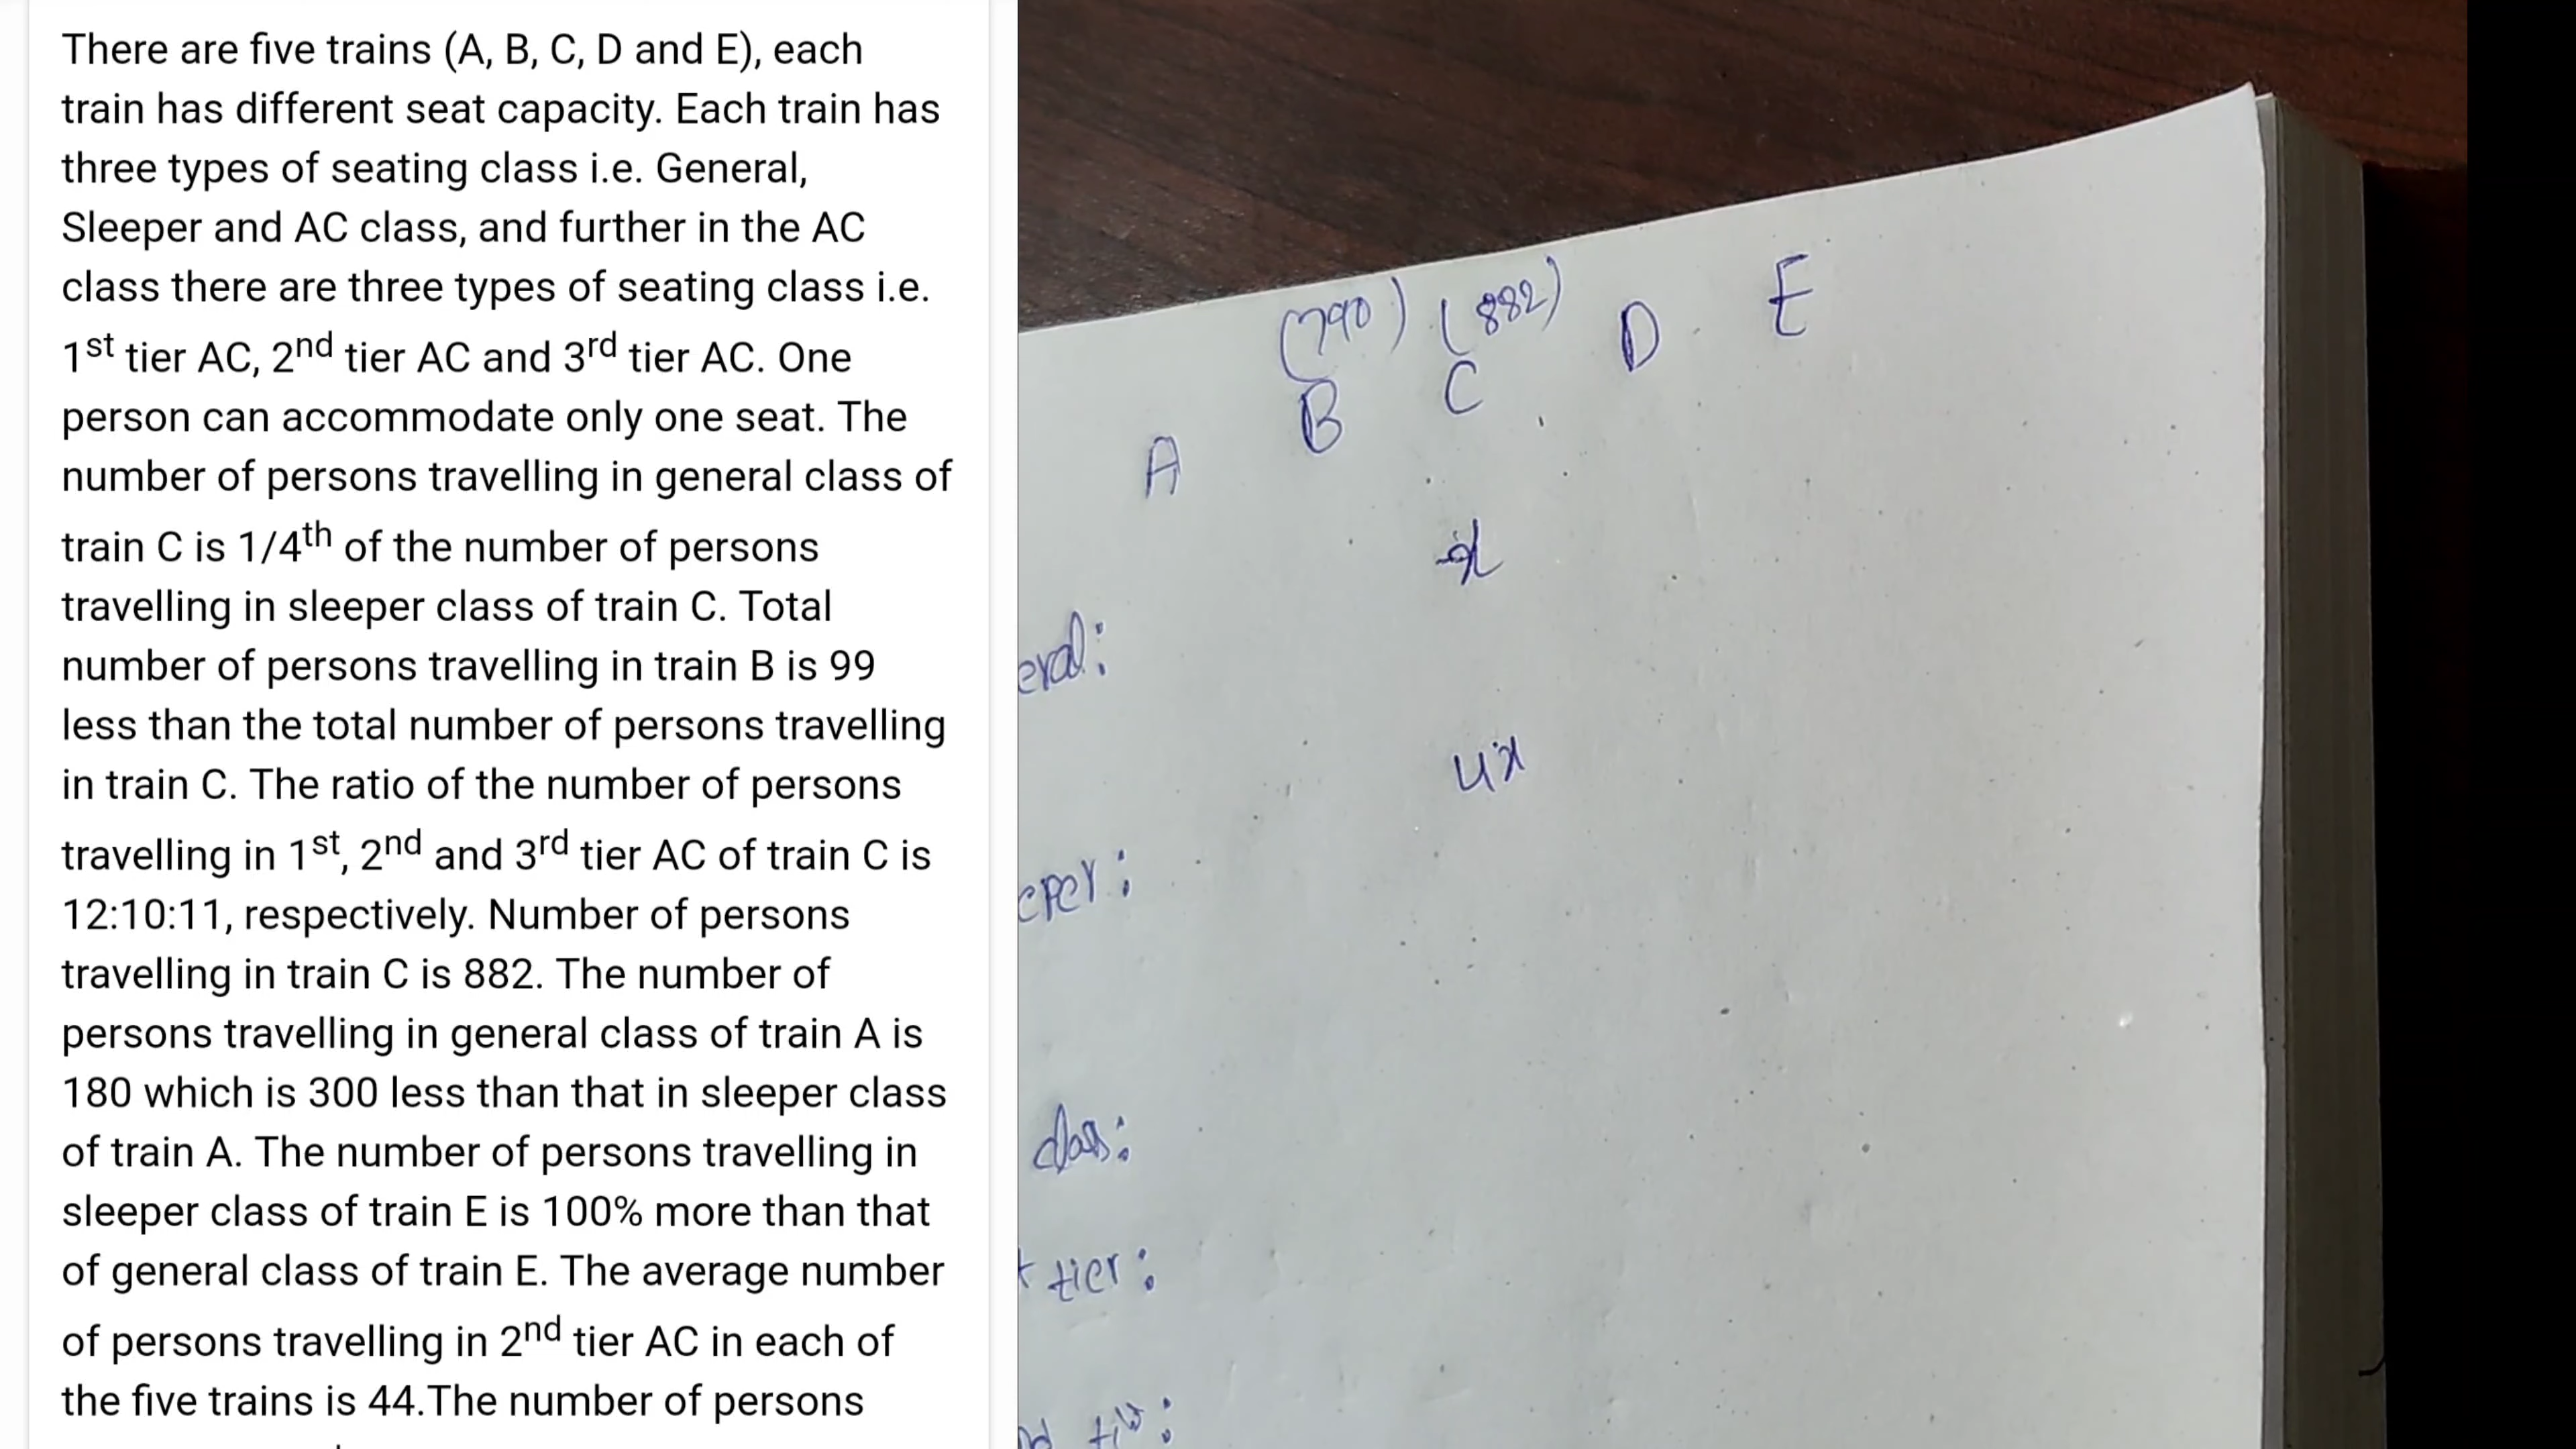 There are five trains (A, B, C, D and E), each
train has different seat capacity. Each train has
three types of seating class i.e. General,
Sleeper and AC class, and further in the AC
class there are three types of seating class i.e.
1st tier AC, 2nd tier AC and 3rd tier AC. One
person can accommodate only one seat. The
number of persons travelling in general class of
train C is 1/4th of the number of persons
travelling in sleeper class of train C. Total
number of persons travelling in train B is 99
less than the total number of persons travelling
in train C. The ratio of the number of persons
travelling in 1st, 2nd and 3rd tier AC of train C is
12:10:11, respectively. Number of persons
travelling in train C is 882. The number of
persons travelling in general class of train A is
180 which is 300 less than that in sleeper class
of train A. The number of persons travelling in
sleeper class of train E is 100% more than that
of general class of train E. The average number
of persons travelling in 2nd tier AC in each of
the five trains is 44.The number of persons
(790) (882)
A B C D E
x
eral:
4x
eper:
class:
t tier:
nd tier: